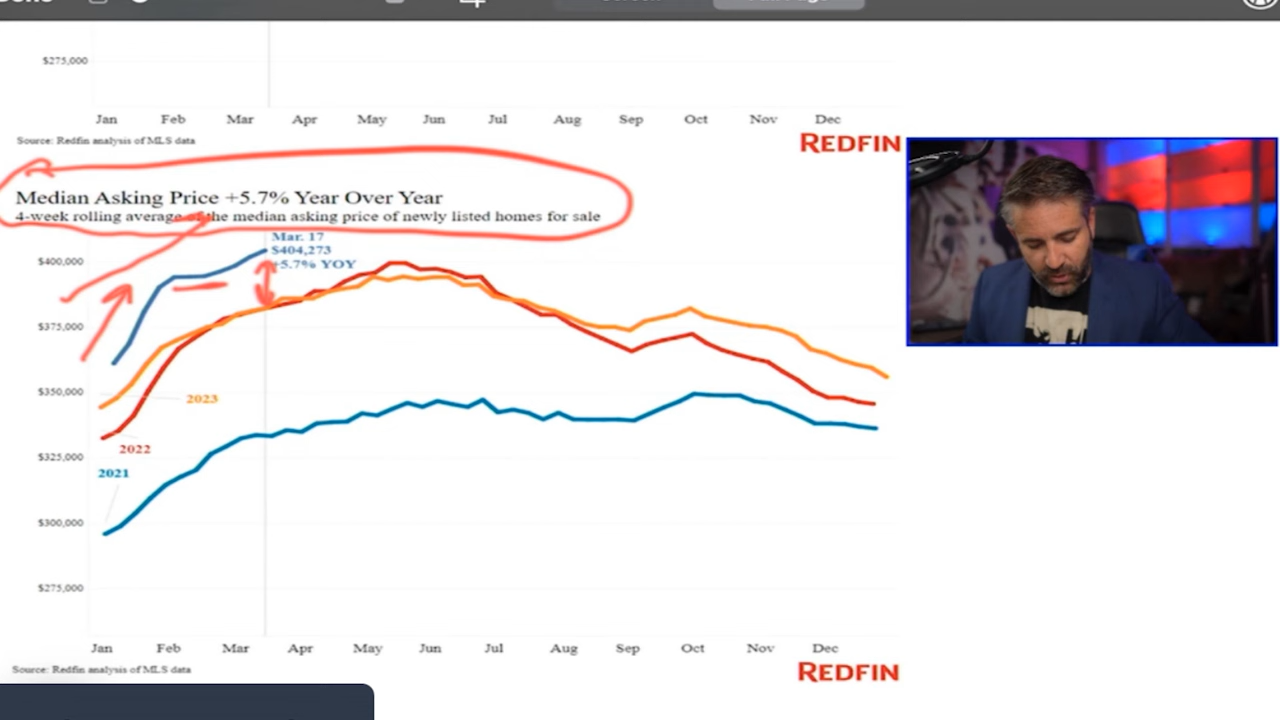 $275,000
Jan Feb Mar Apr May Jun Jul Aug Sep Oct Nov Dec
Source: Redfin analysis of MLS data
REDFIN
Median Asking Price +5.7% Year Over Year
4-week rolling average of the median asking price of newly listed homes for sale
Mar. 17
$404,273
+5.7% YOY
$400,000
$375,000
$350,000
2023
2022
$325,000
2021
$300,000
$275,000
Jan Feb Mar Apr May Jun Jul Aug Sep Oct Nov Dec
Source: Redfin analysis of MLS data
REDFIN